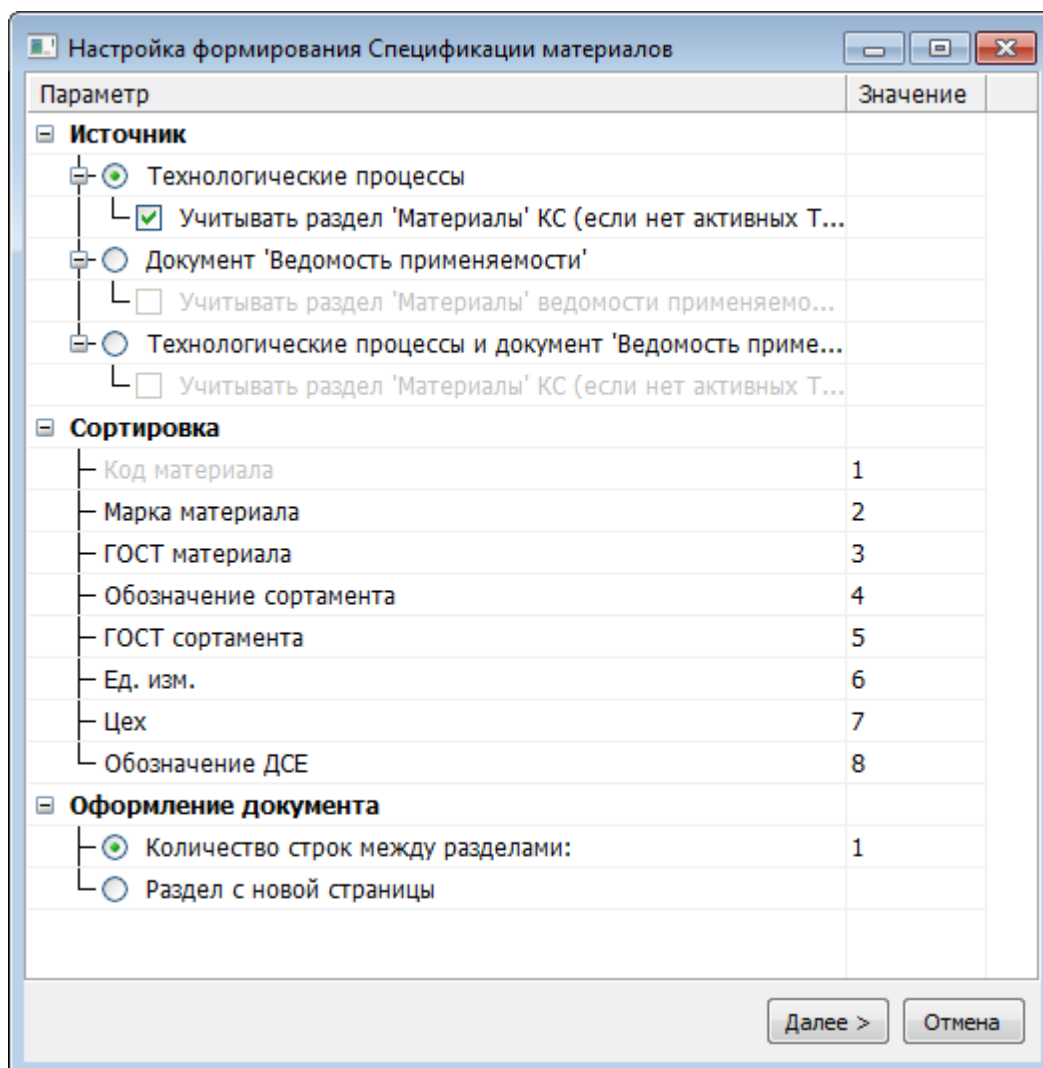 Настройка формирования Спецификации материалов
Параметр Значение
Источник
Технологические процессы
Учитывать раздел 'Материалы' КС (если нет активных Т...
Документ 'Ведомость применяемости'
Учитывать раздел 'Материалы' ведомости применяемо...
Технологические процессы и документ 'Ведомость приме...
Учитывать раздел 'Материалы' КС (если нет активных Т...
Сортировка
Код материала 1
Марка материала 2
ГОСТ материала 3
Обозначение сортамента 4
ГОСТ сортамента 5
Ед. изм. 6
Цех 7
Обозначение ДСЕ 8
Оформление документа
Количество строк между разделами: 1
Раздел с новой страницы
Далее > Отмена